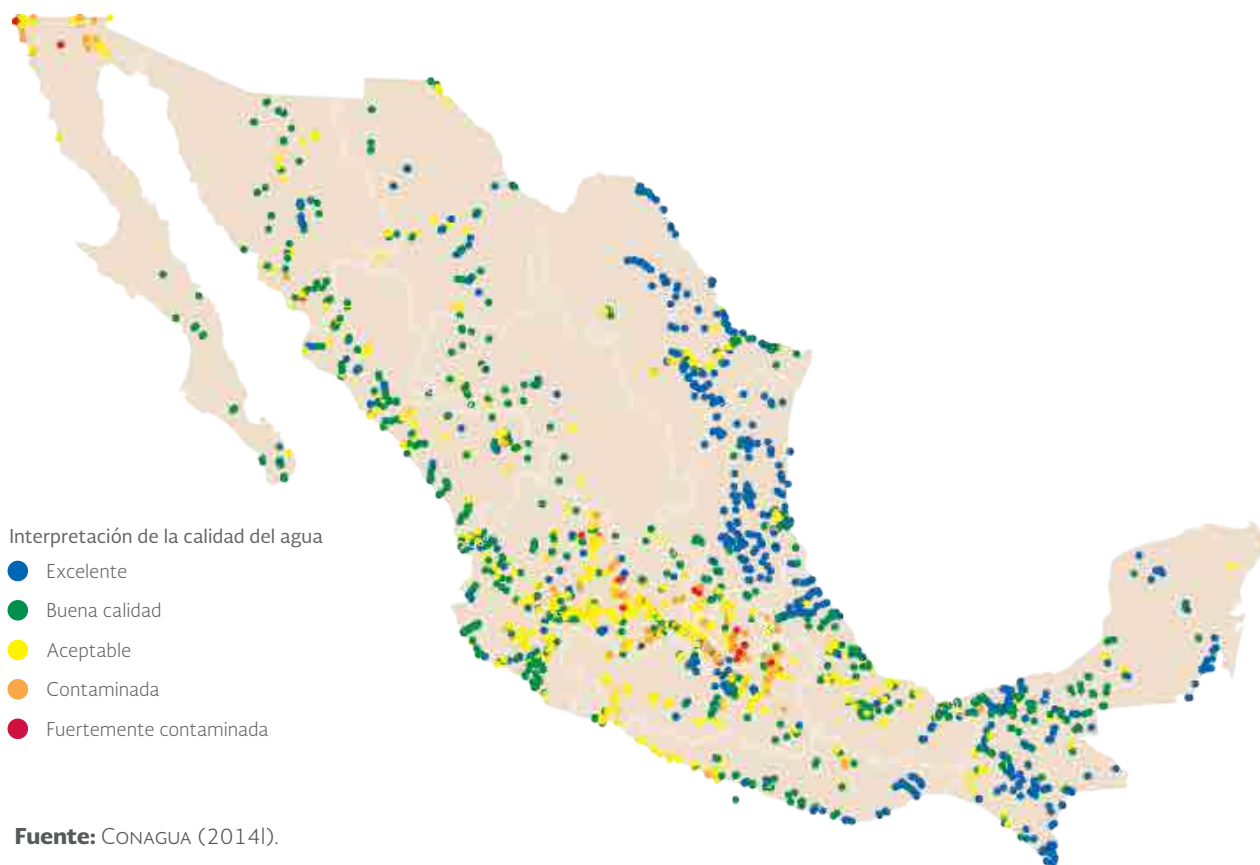 Interpretación de la calidad del agua
Excelente
Buena calidad
Aceptable
Contaminada
Fuertemente contaminada
Fuente: CONAGUA (2014l).